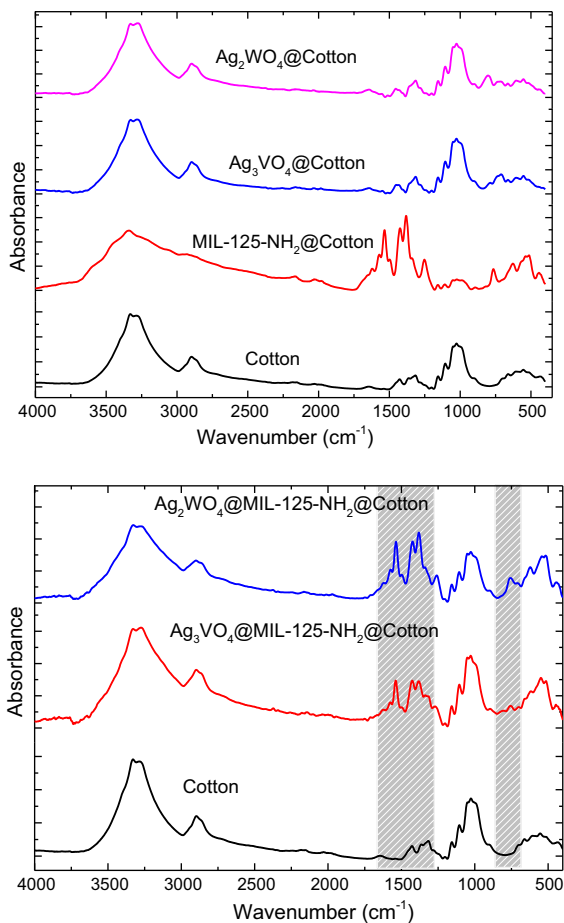 Ag₂WO₄@Cotton
Ag₃VO₄@Cotton
MIL-125-NH₂@Cotton
Cotton
Absorbance
4000 3500 3000 2500 2000 1500 1000 500
Wavenumber (cm⁻¹)
Ag₂WO₄@MIL-125-NH₂@Cotton
Ag₃VO₄@MIL-125-NH₂@Cotton
Cotton
Absorbance
4000 3500 3000 2500 2000 1500 1000 500
Wavenumber (cm⁻¹)